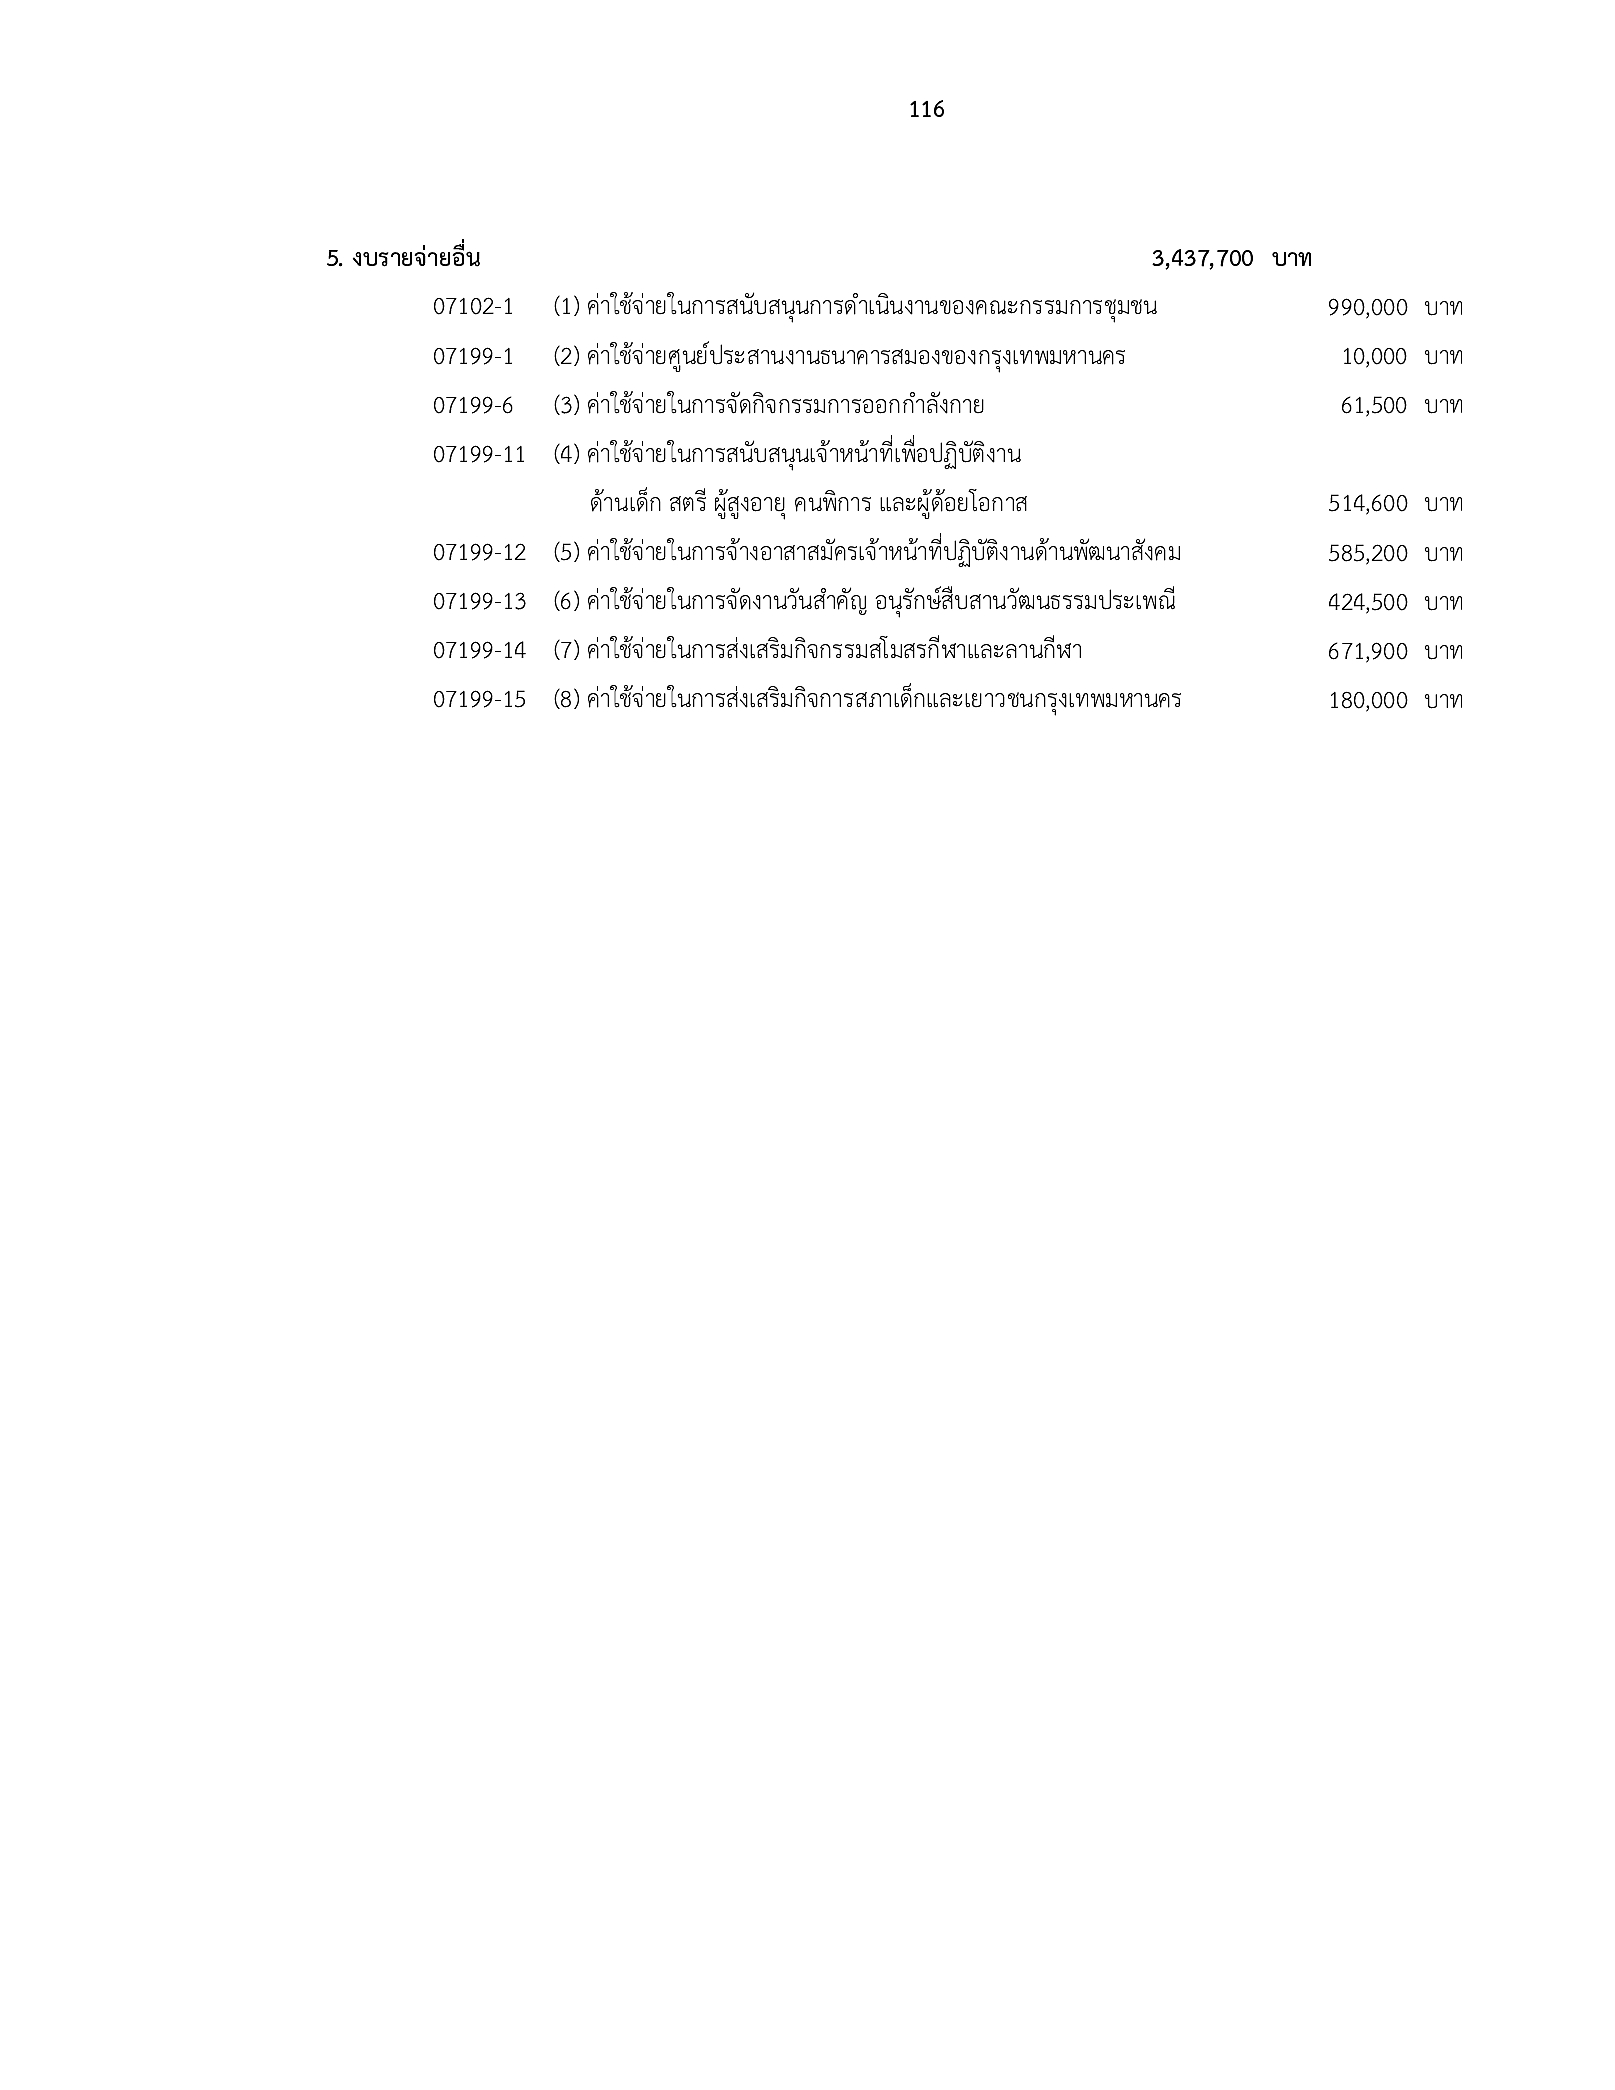 116
5. งบรายจ่ายอื่น 3,437,700 บาท
07102-1 (1) ค่าใช้จ่ายในการสนับสนุนการดำเนินงานของคณะกรรมการชุมชน 990,000 บาท
07199-1 (2) ค่าใช้จ่ายศูนย์ประสานงานธนาคารสมองของกรุงเทพมหานคร 10,000 บาท
07199-6 (3) ค่าใช้จ่ายในการจัดกิจกรรมการออกกำลังกาย 61,500 บาท
07199-11 (4) ค่าใช้จ่ายในการสนับสนุนเจ้าหน้าที่เพื่อปฏิบัติงาน
ด้านเด็ก สตรี ผู้สูงอายุ คนพิการ และผู้ด้อยโอกาส 514,600 บาท
07199-12 (5) ค่าใช้จ่ายในการจ้างอาสาสมัครเจ้าหน้าที่ปฏิบัติงานด้านพัฒนาสังคม 585,200 บาท
07199-13 (6) ค่าใช้จ่ายในการจัดงานวันสำคัญ อนุรักษ์สืบสานวัฒนธรรมประเพณี 424,500 บาท
07199-14 (7) ค่าใช้จ่ายในการส่งเสริมกิจกรรมสโมสรกีฬาและลานกีฬา 671,900 บาท
07199-15 (8) ค่าใช้จ่ายในการส่งเสริมกิจการสภาเด็กและเยาวชนกรุงเทพมหานคร 180,000 บาท